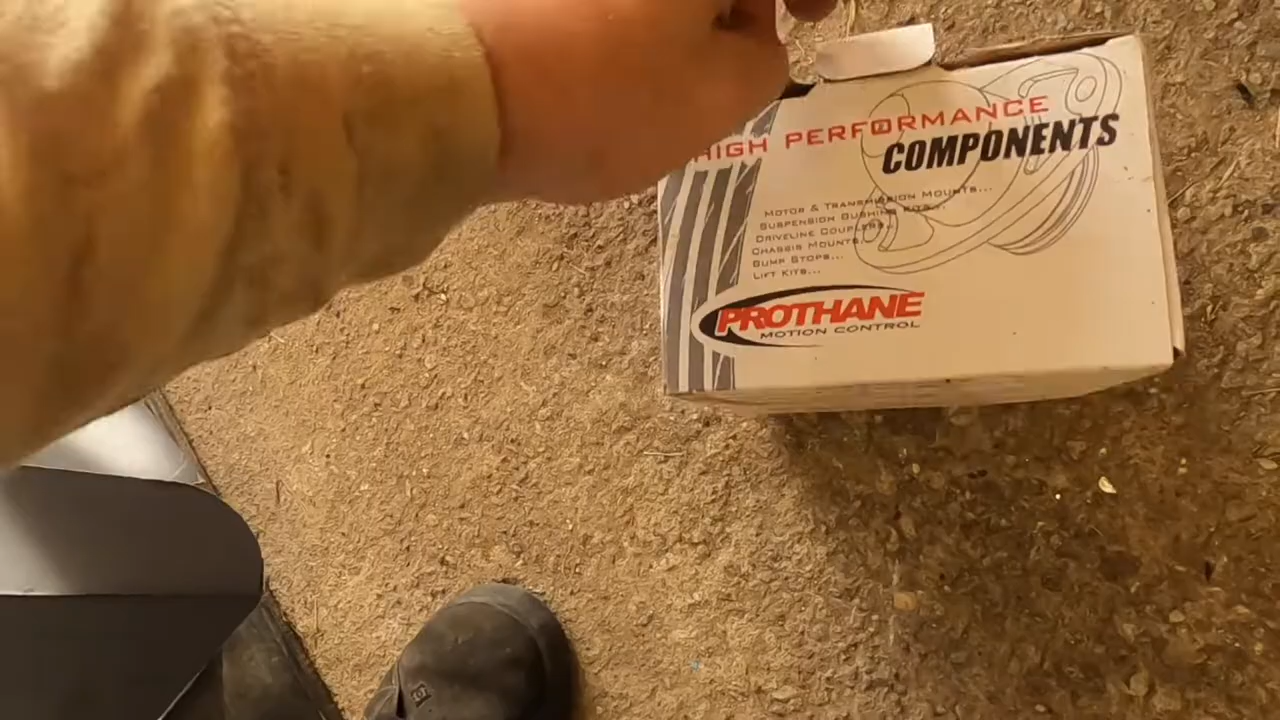 HIGH PERFORMANCE
COMPONENTS
MOTOR & TRANSMISSION MOUNTS...
SUSPENSION BUSHING KITS...
DRIVELINE COUPLERS...
CHASSIS MOUNTS...
BUMP STOPS...
LIFT KITS...
PROTHANE
MOTION CONTROL